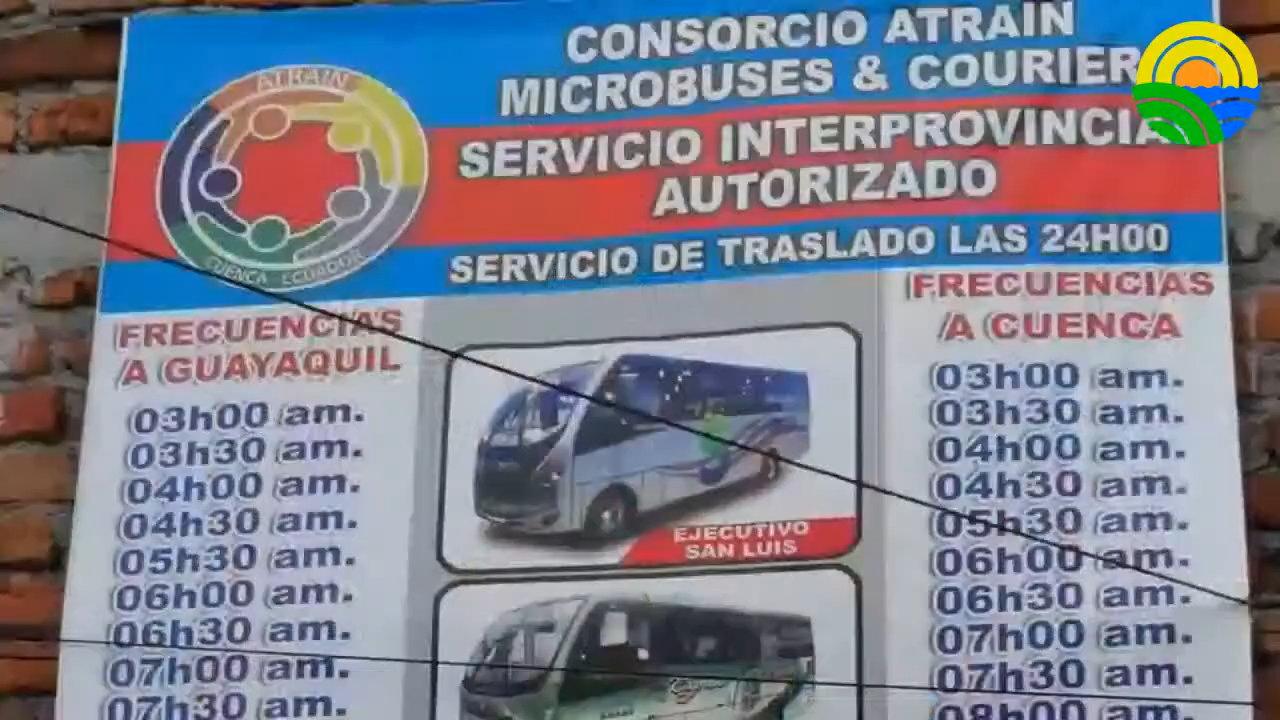 CONSORCIO ATRAIN
MICROBUSES & COURIER
SERVICIO INTERPROVINCIA
AUTORIZADO
SERVICIO DE TRASLADO LAS 24H00
ATRAIN
CUENCA - ECUADOR
FRECUENCIAS
A GUAYAQUIL
03h00 am.
03h30 am.
04h00 am.
04h30 am.
05h30 am.
06h00 am.
06h30 am.
07h00 am.
07h30 am.
EJECUTIVO
SAN LUIS
FRECUENCIAS
A CUENCA
03h00 am.
03h30 am.
04h00 am.
04h30 am.
05h30 am.
06h00 am.
06h30 am.
07h00 am.
07h30 am.
08h00 am.